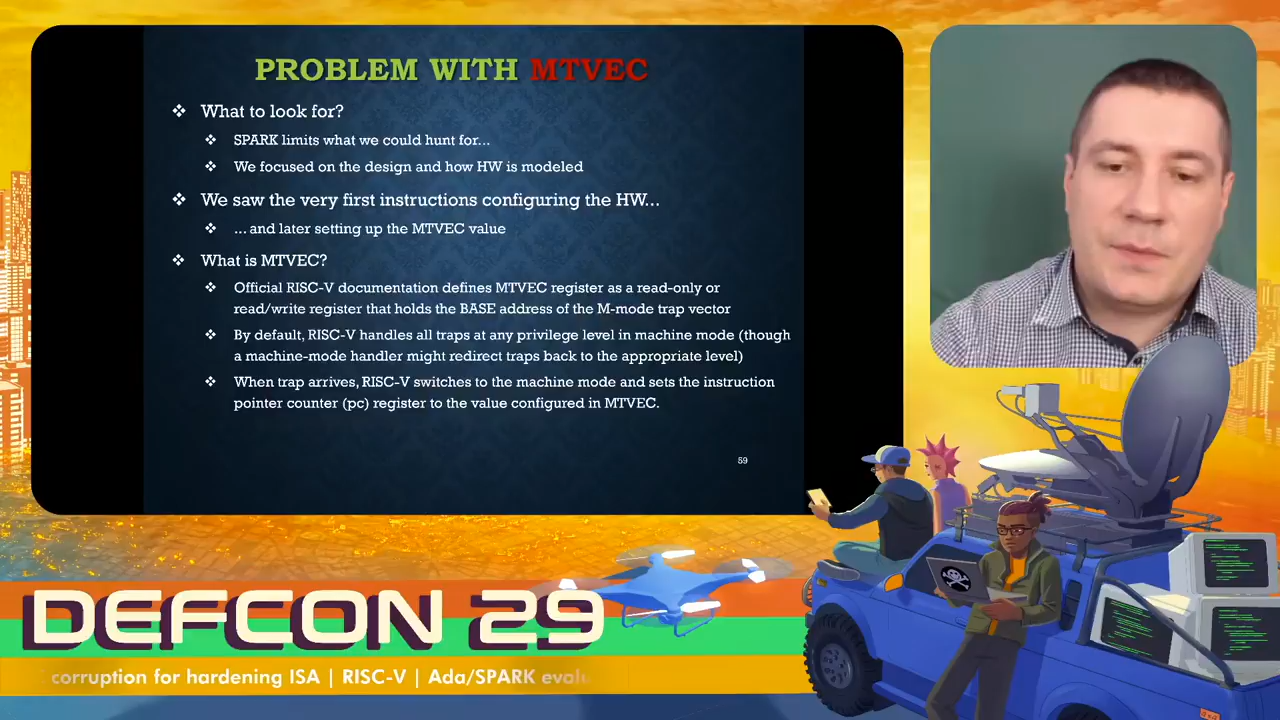 PROBLEM WITH MTVEC
❖ What to look for?
❖ SPARK limits what we could hunt for...
❖ We focused on the design and how HW is modeled
❖ We saw the very first instructions configuring the HW...
❖ ... and later setting up the MTVEC value
❖ What is MTVEC?
❖ Official RISC-V documentation defines MTVEC register as a read-only or
read/write register that holds the BASE address of the M-mode trap vector
❖ By default, RISC-V handles all traps at any privilege level in machine mode (though
a machine-mode handler might redirect traps back to the appropriate level)
❖ When trap arrives, RISC-V switches to the machine mode and sets the instruction
pointer counter (pc) register to the value configured in MTVEC.
59
DEFCON 29
corruption for hardening ISA | RISC-V | Ada/SPARK evalu